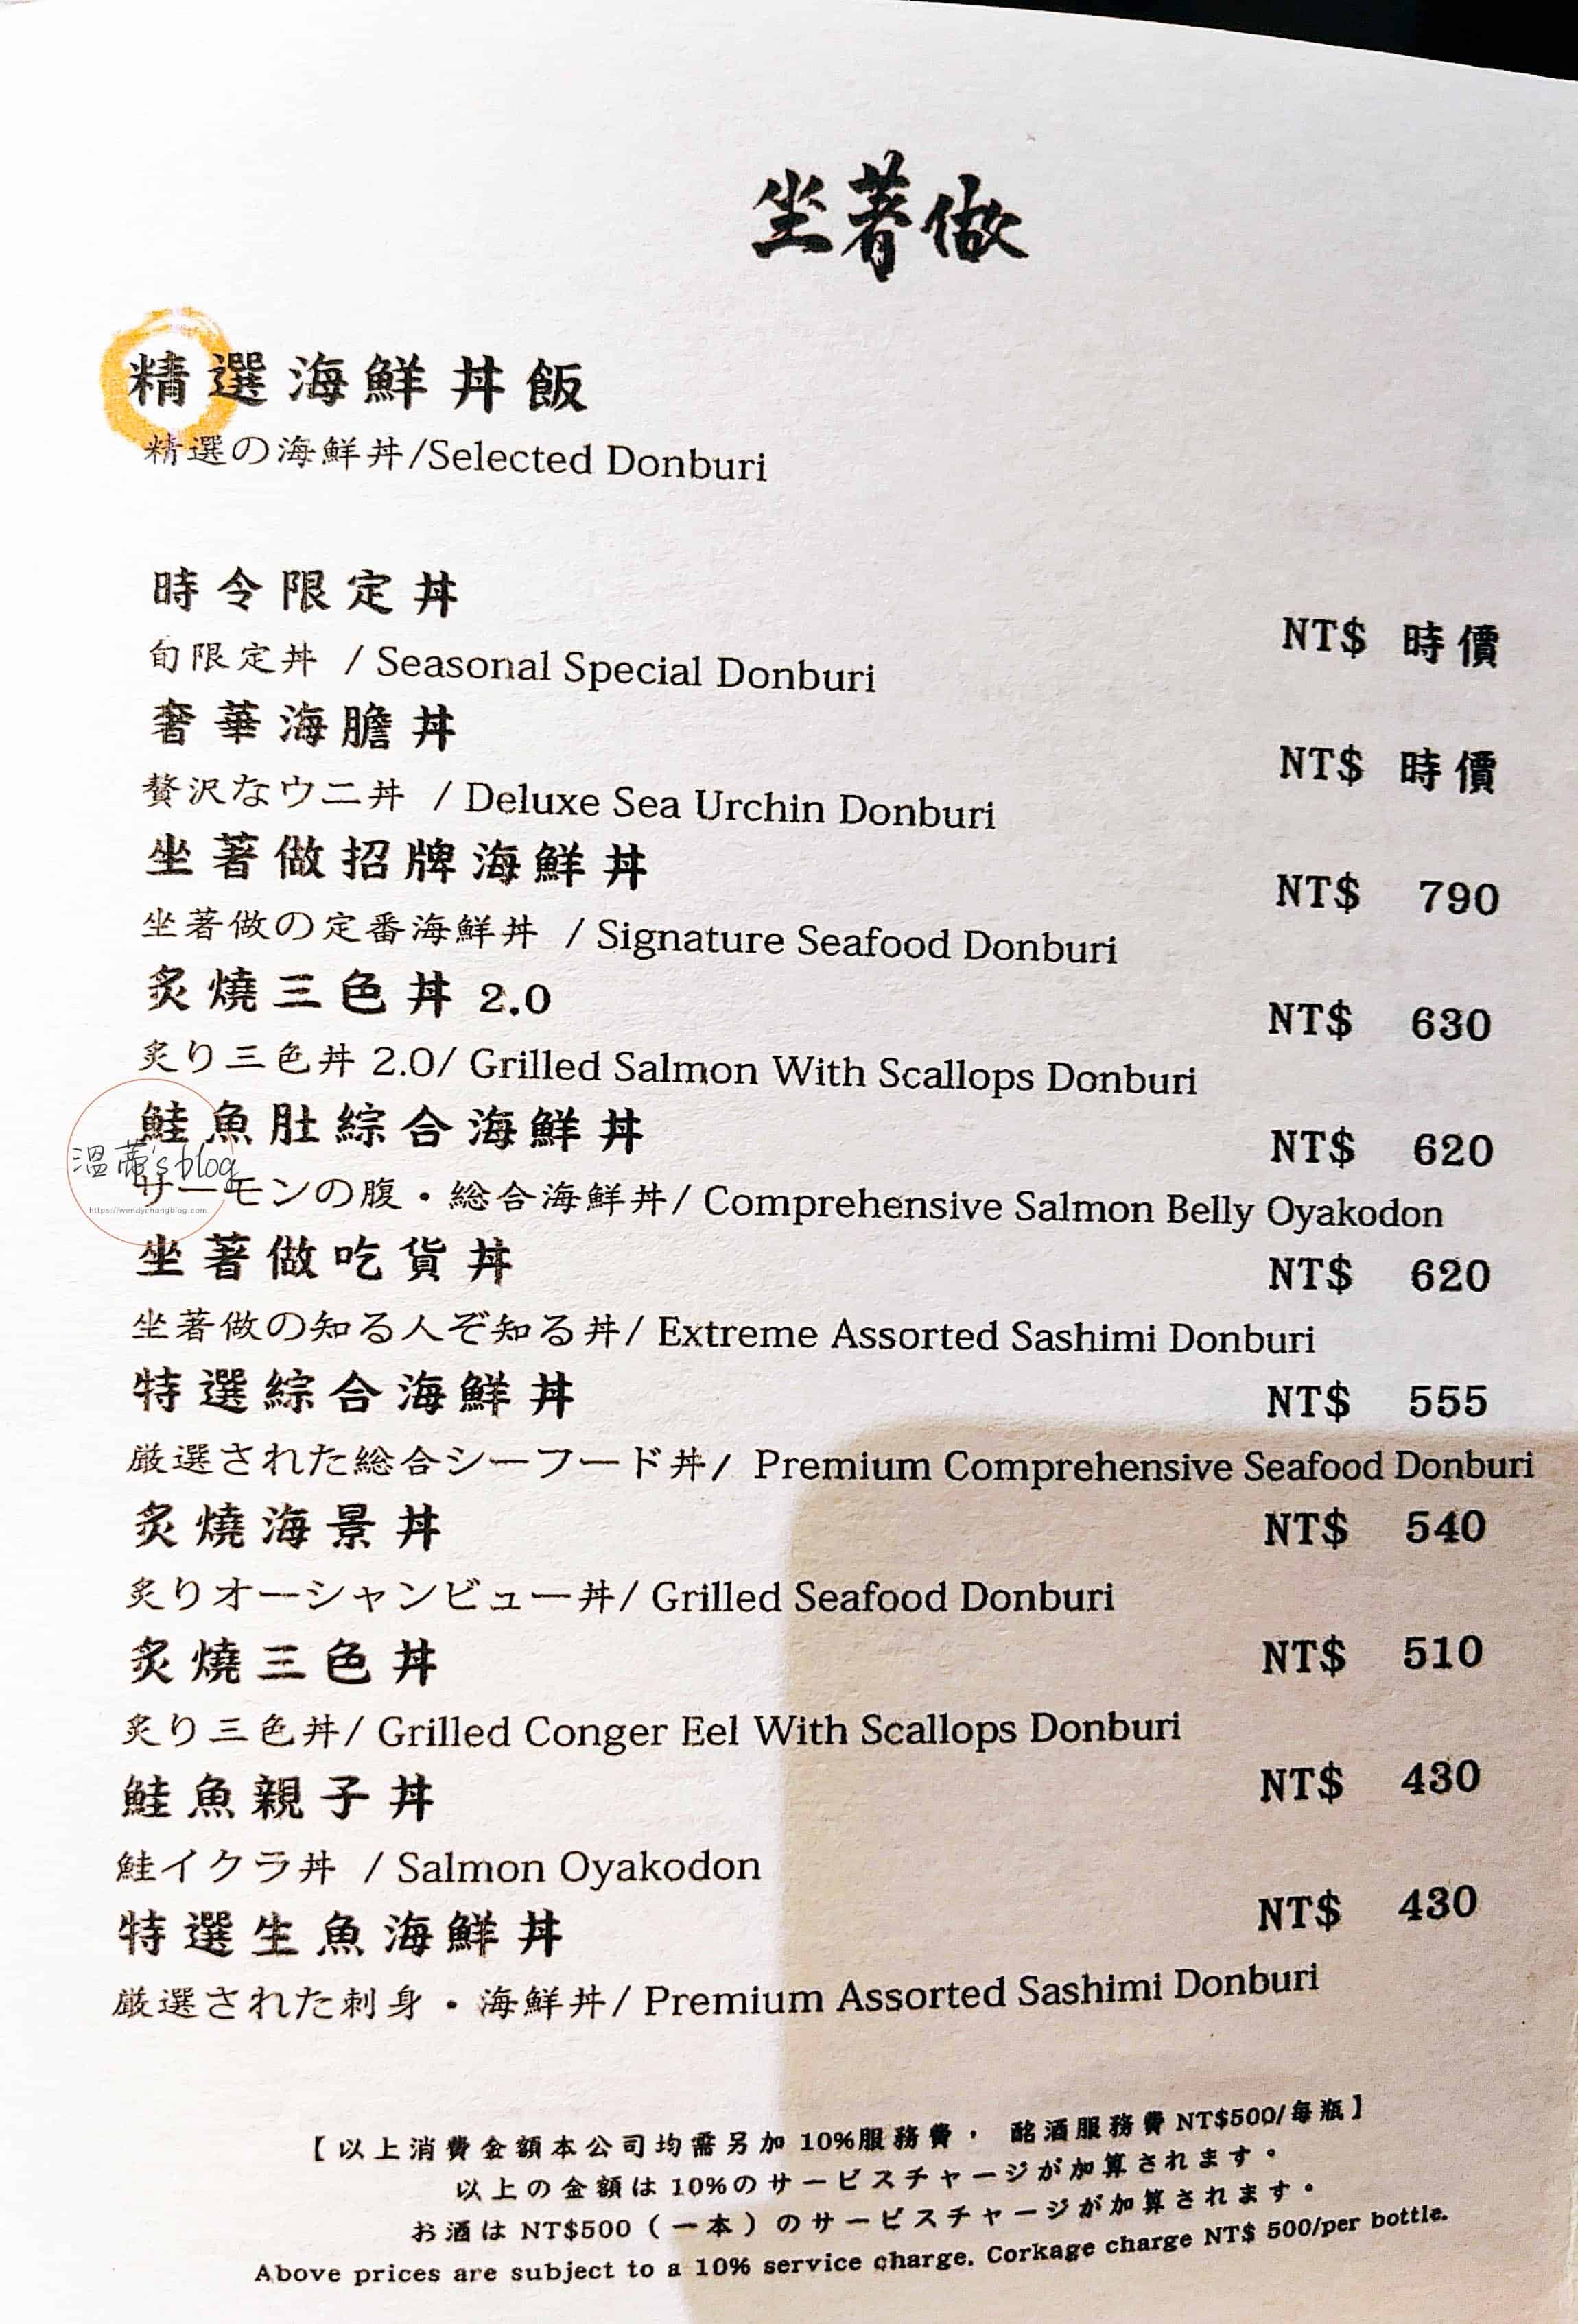 坐著做
精選海鮮丼飯
精選の海鮮丼/Selected Donburi
時令限定丼
NT$ 時價
旬限定丼 / Seasonal Special Donburi
奢華海膽丼
NT$ 時價
贅沢なウニ丼 / Deluxe Sea Urchin Donburi
坐著做招牌海鮮丼
NT$ 790
坐著做の定番海鮮丼 / Signature Seafood Donburi
炙燒三色丼 2.0
NT$ 630
炙り三色丼 2.0/ Grilled Salmon With Scallops Donburi
鮭魚肚綜合海鮮丼
NT$ 620
溫蒂's blog
サーモンの腹・総合海鮮丼/ Comprehensive Salmon Belly Oyakodon
https://wendychangblog.com
坐著做吃貨丼
NT$ 620
坐著做の知る人ぞ知る丼/ Extreme Assorted Sashimi Donburi
特選綜合海鮮丼
NT$ 555
厳選された総合シーフード丼/ Premium Comprehensive Seafood Donburi
炙燒海景丼
NT$ 540
炙りオーシャンビュー丼/ Grilled Seafood Donburi
炙燒三色丼
NT$ 510
炙り三色丼/ Grilled Conger Eel With Scallops Donburi
鮭魚親子丼
NT$ 430
鮭イクラ丼 / Salmon Oyakodon
特選生魚海鮮丼
NT$ 430
厳選された刺身・海鮮丼/ Premium Assorted Sashimi Donburi
【以上消費金額本公司均需另加 10%服務費， 酩酒服務費 NT$500/每瓶】
以上の金額は 10%のサービスチャージが加算されます。
お酒は NT$500（一本）のサービスチャージが加算されます。
Above prices are subject to a 10% service charge. Corkage charge NT$ 500/per bottle.